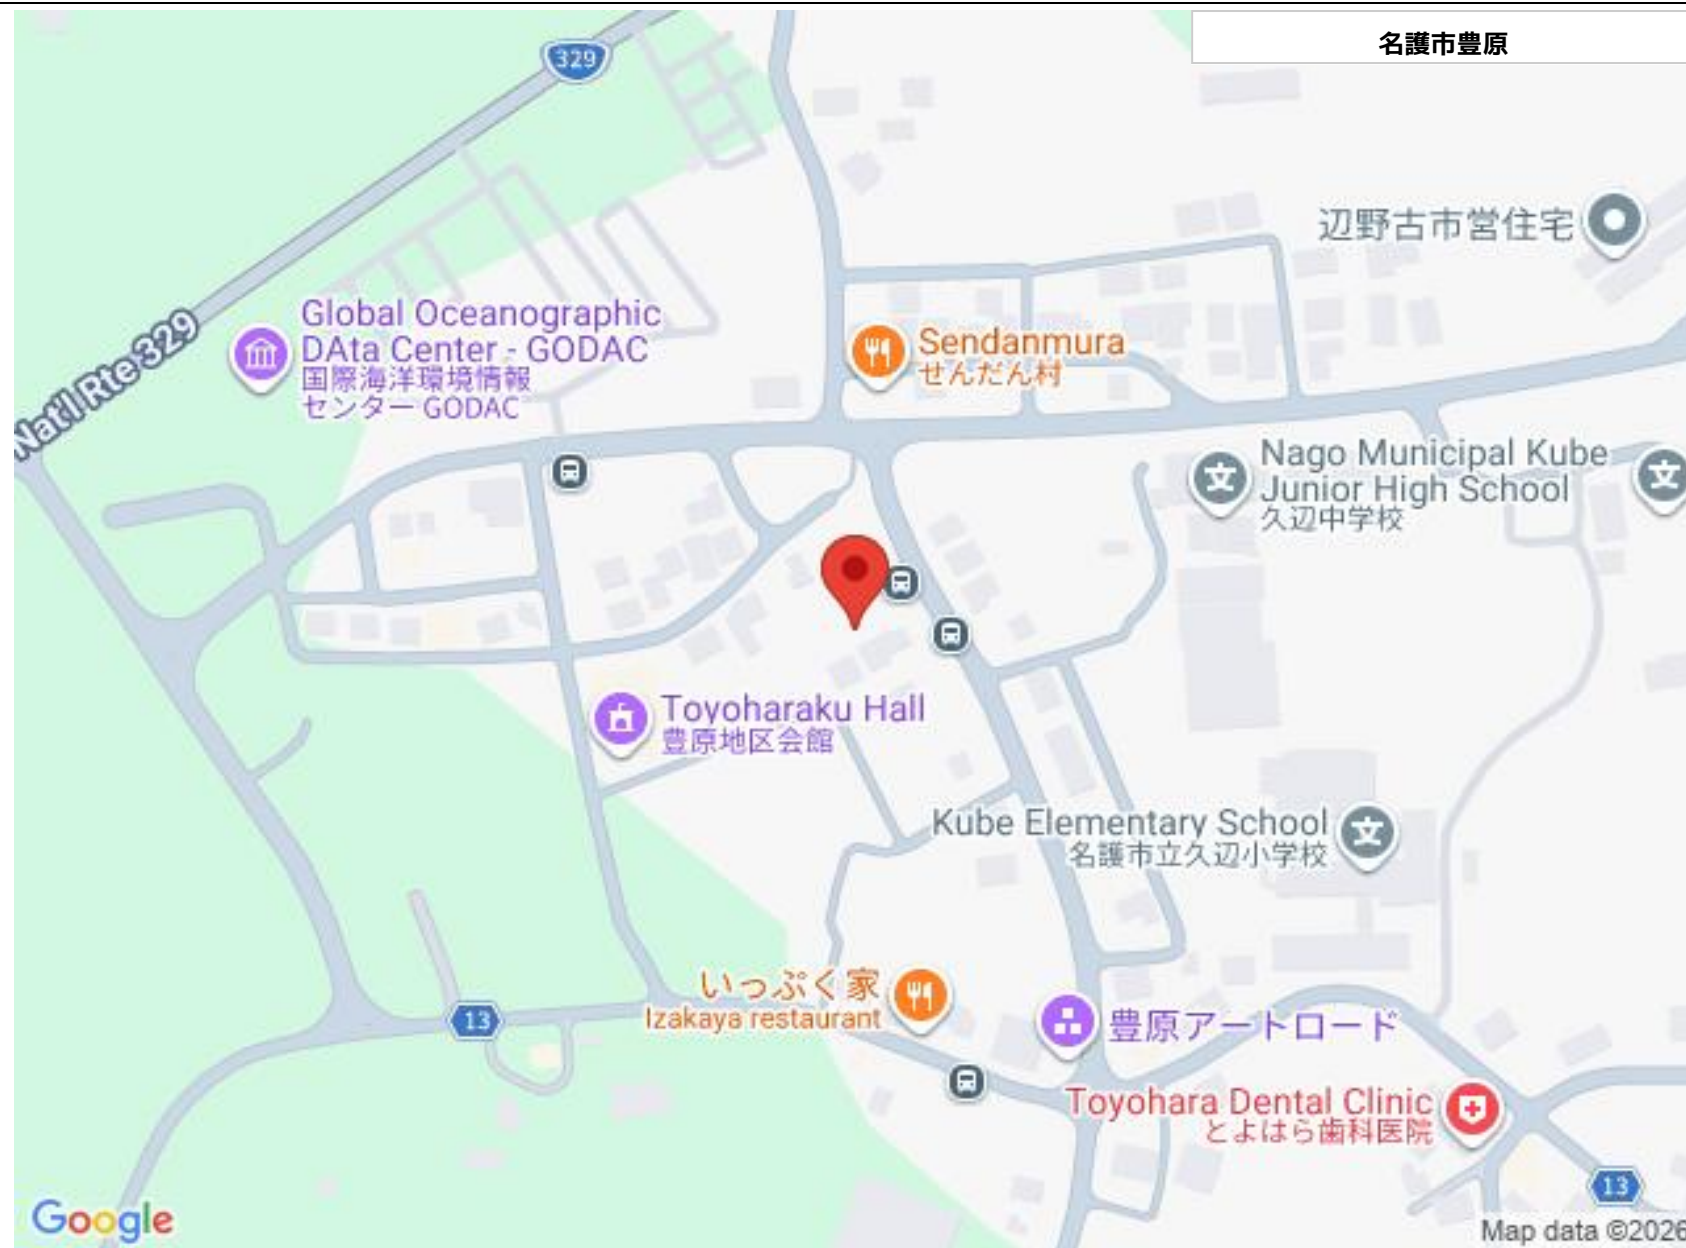 名護市豊原
329
辺野古市営住宅
Global Oceanographic
DAta Center - GODAC
国際海洋環境情報
センター GODAC
Nat'l Rte 329
Sendanmura
せんだん村
Nago Municipal Kube
Junior High School
久辺中学校
Toyoharaku Hall
豊原地区会館
Kube Elementary School
名護市立久辺小学校
いっぷく家
Izakaya restaurant
13
豊原アートロード
Toyohara Dental Clinic
とよはら歯科医院
13
Google
Map data ©2026